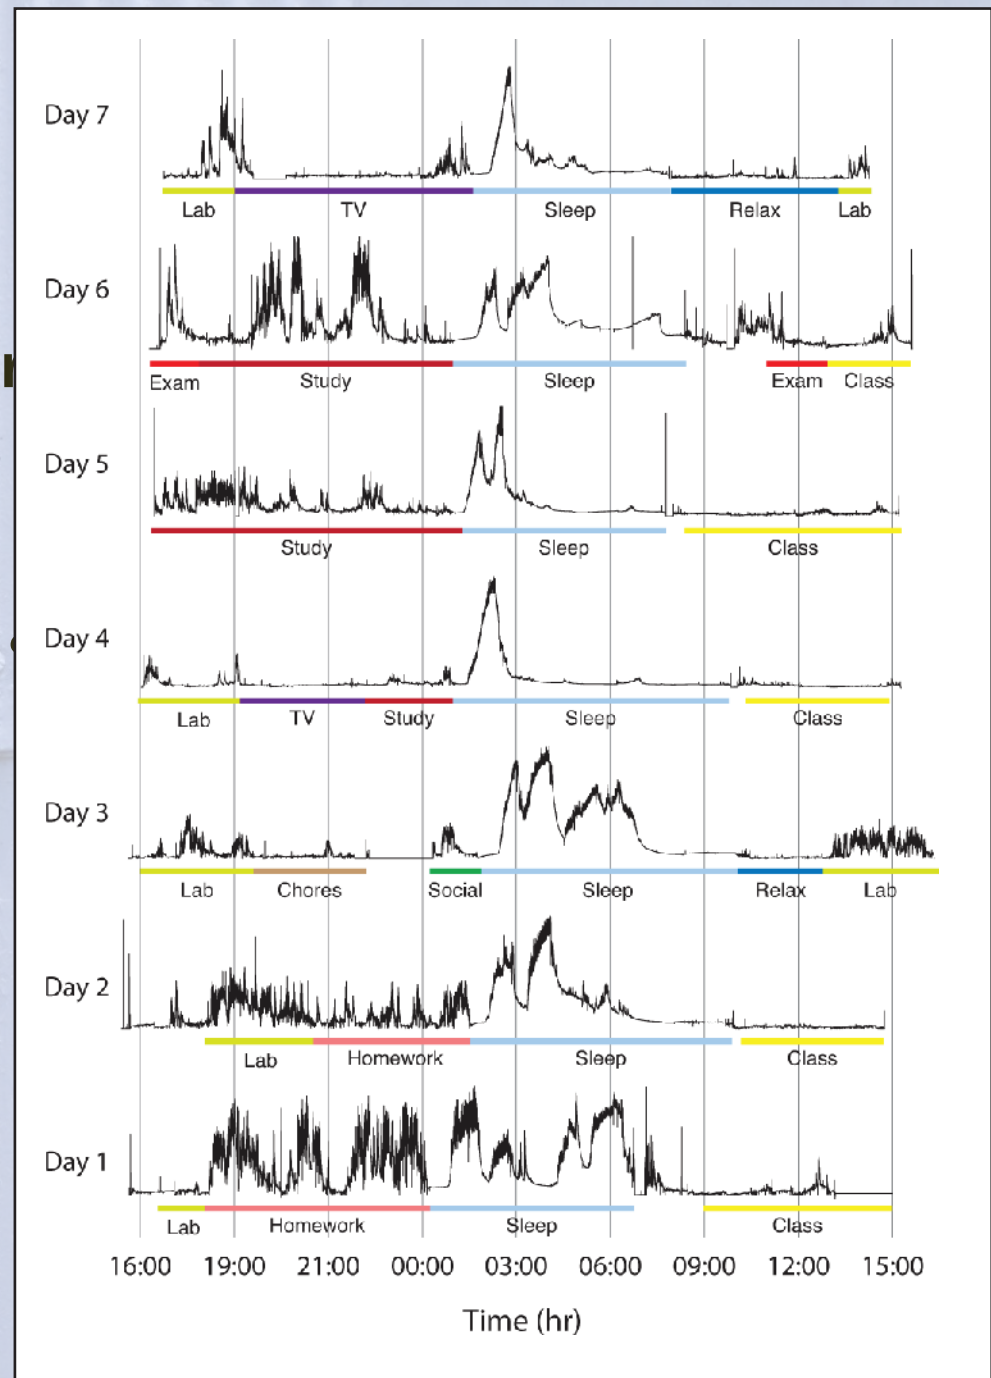 Day 7
Lab TV Sleep Relax Lab
Day 6
Exam Study Sleep Exam Class
Day 5
Study Sleep Class
Day 4
Lab TV Study Sleep Class
Day 3
Lab Chores Social Sleep Relax Lab
Day 2
Lab Homework Sleep Class
Day 1
Lab Homework Sleep Class
16:00 19:00 21:00 00:00 03:00 06:00 09:00 12:00 15:00
Time (hr)